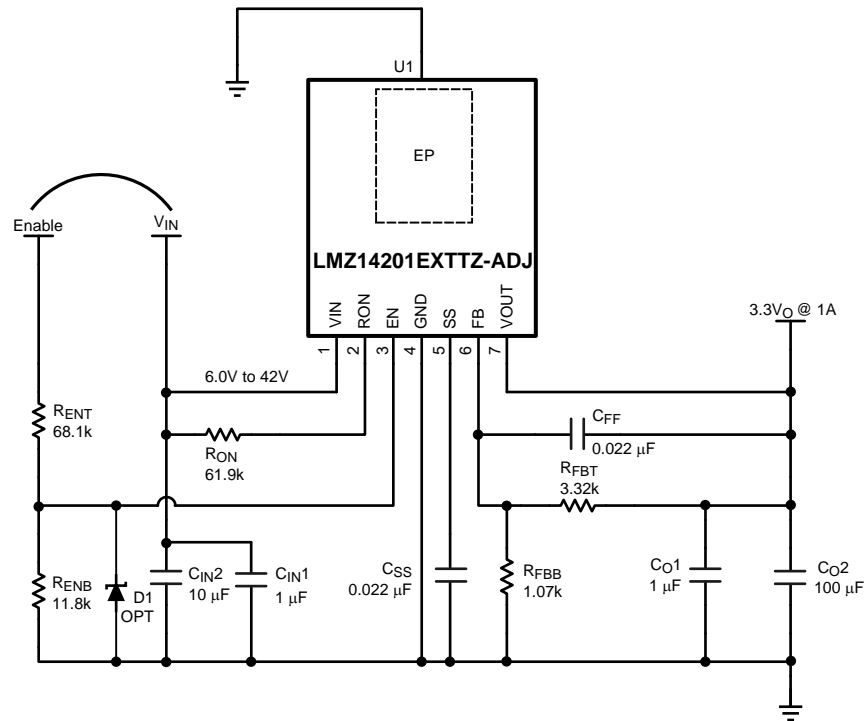 U1
EP
Enable
VIN
LMZ14201EXTTZ-ADJ
VIN
RON
EN
GND
SS
FB
VOUT
1
2
3
4
5
6
7
3.3VO @ 1A
6.0V to 42V
RENT
68.1k
RON
61.9k
CFF
0.022 μF
RFBT
3.32k
RENB
11.8k
D1
OPT
CIN2
10 μF
CIN1
1 μF
CSS
0.022 μF
RFBB
1.07k
CO1
1 μF
CO2
100 μF